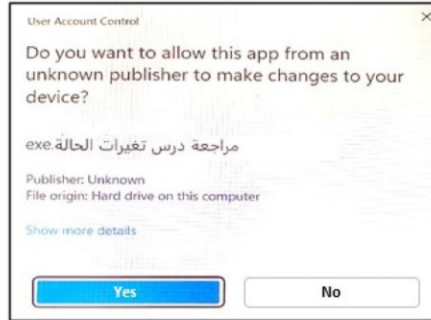 User Account Control
Do you want to allow this app from an
unknown publisher to make changes to your
device?
مراجعة درس تغيرات الحالة.exe
Publisher: Unknown
File origin: Hard drive on this computer
Show more details
Yes
No